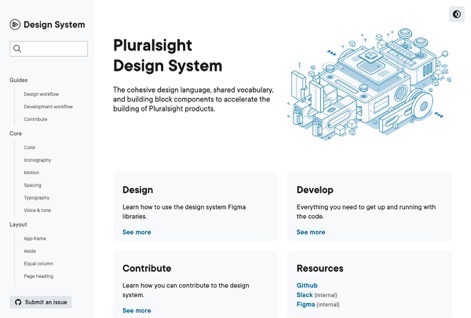 Design System
Guides
Design workflow
Development workflow
Contribute
Core
Color
Iconography
Motion
Spacing
Typography
Voice & tone
Layout
App frame
Aside
Equal column
Page heading
Submit an issue
Pluralsight
Design System
The cohesive design language, shared vocabulary,
and building block components to accelerate the
building of Pluralsight products.
Design
Learn how to use the design system Figma
libraries.
See more
Develop
Everything you need to get up and running with
the code.
See more
Contribute
Learn how you can contribute to the design
system.
See more
Resources
Github
Slack (internal)
Figma (internal)